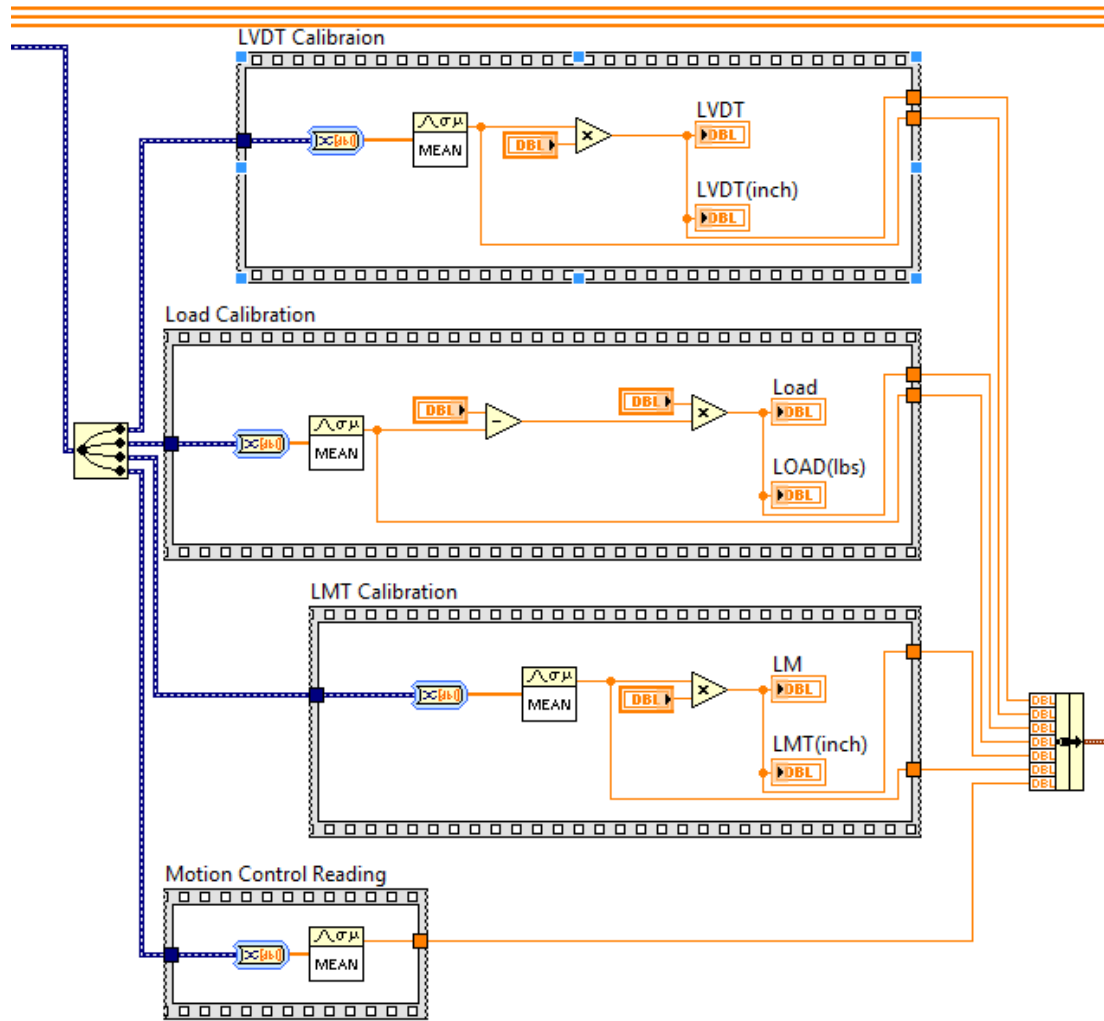 LVDT Calibraion
LVDT
MEAN
DBL
DBL
LVDT(inch)
DBL
Load Calibration
Load
DBL
DBL
DBL
MEAN
LOAD(lbs)
DBL
LMT Calibration
LM
MEAN
DBL
DBL
LMT(inch)
DBL
DBL
DBL
DBL
DBL
DBL
DBL
DBL
Motion Control Reading
MEAN